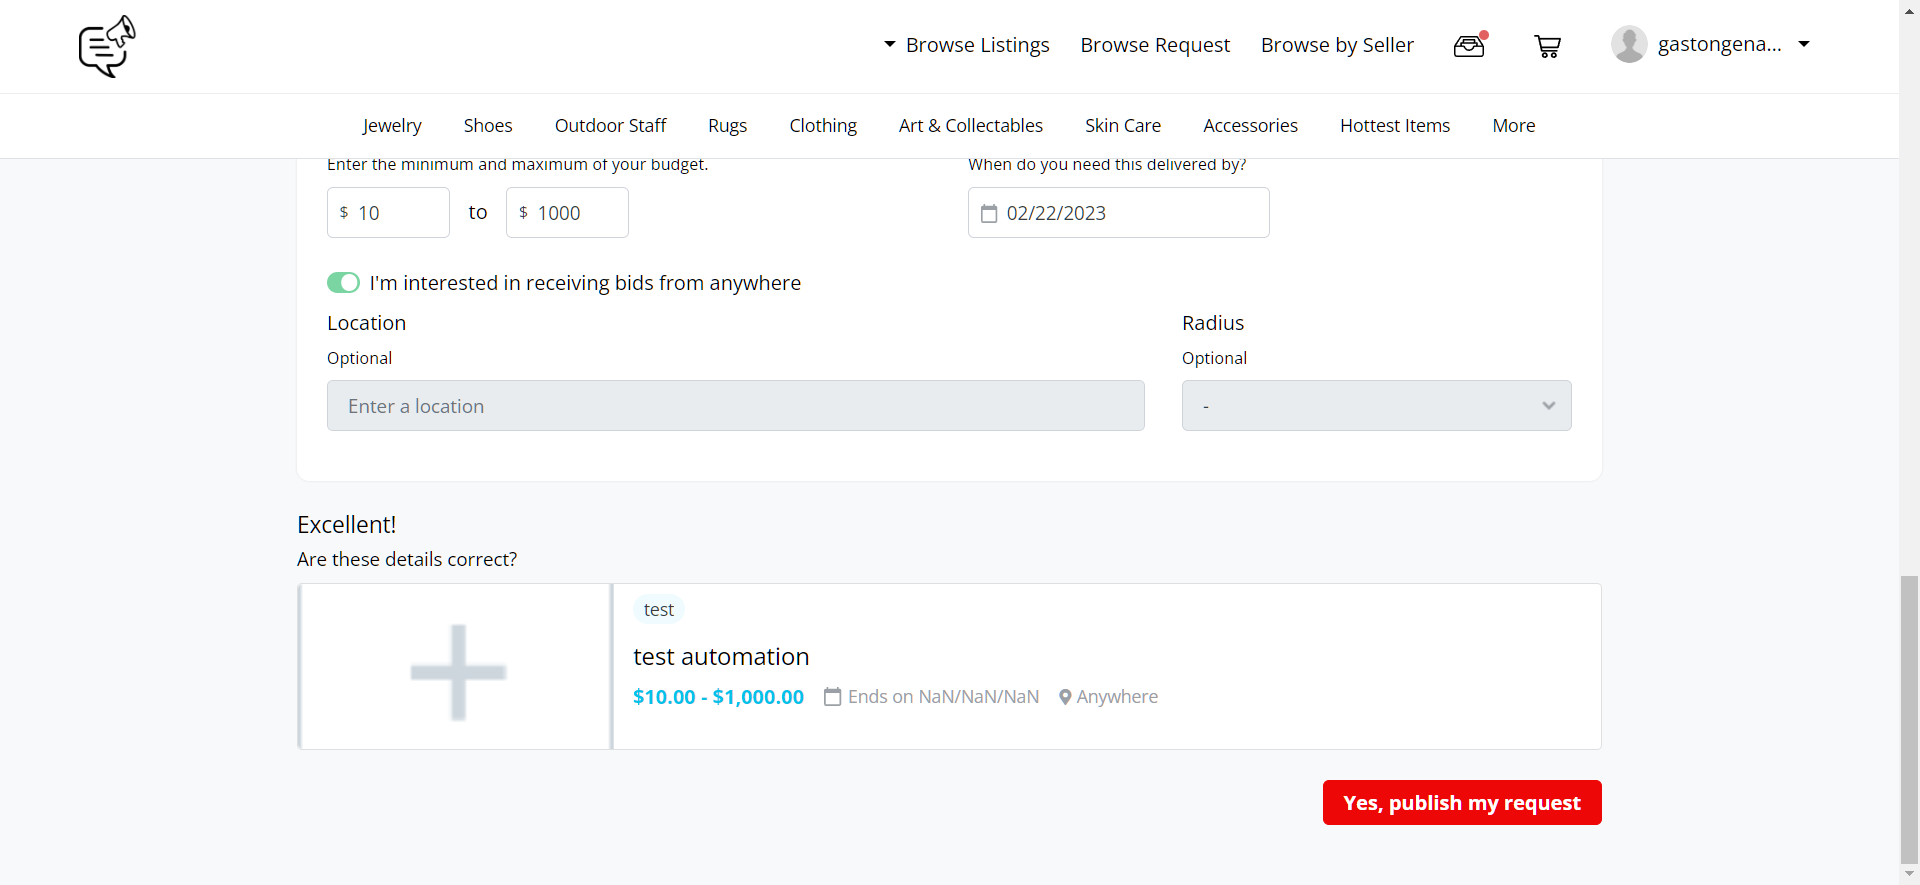 Browse Listings Browse Request Browse by Seller gastongena...
Jewelry Shoes Outdoor Staff Rugs Clothing Art & Collectables Skin Care Accessories Hottest Items More
Enter the minimum and maximum of your budget. When do you need this delivered by?
$ 10 to $ 1000 02/22/2023
I'm interested in receiving bids from anywhere
Location Radius
Optional Optional
Enter a location -
Excellent!
Are these details correct?
test
test automation
$10.00 - $1,000.00 Ends on NaN/NaN/NaN Anywhere
Yes, publish my request